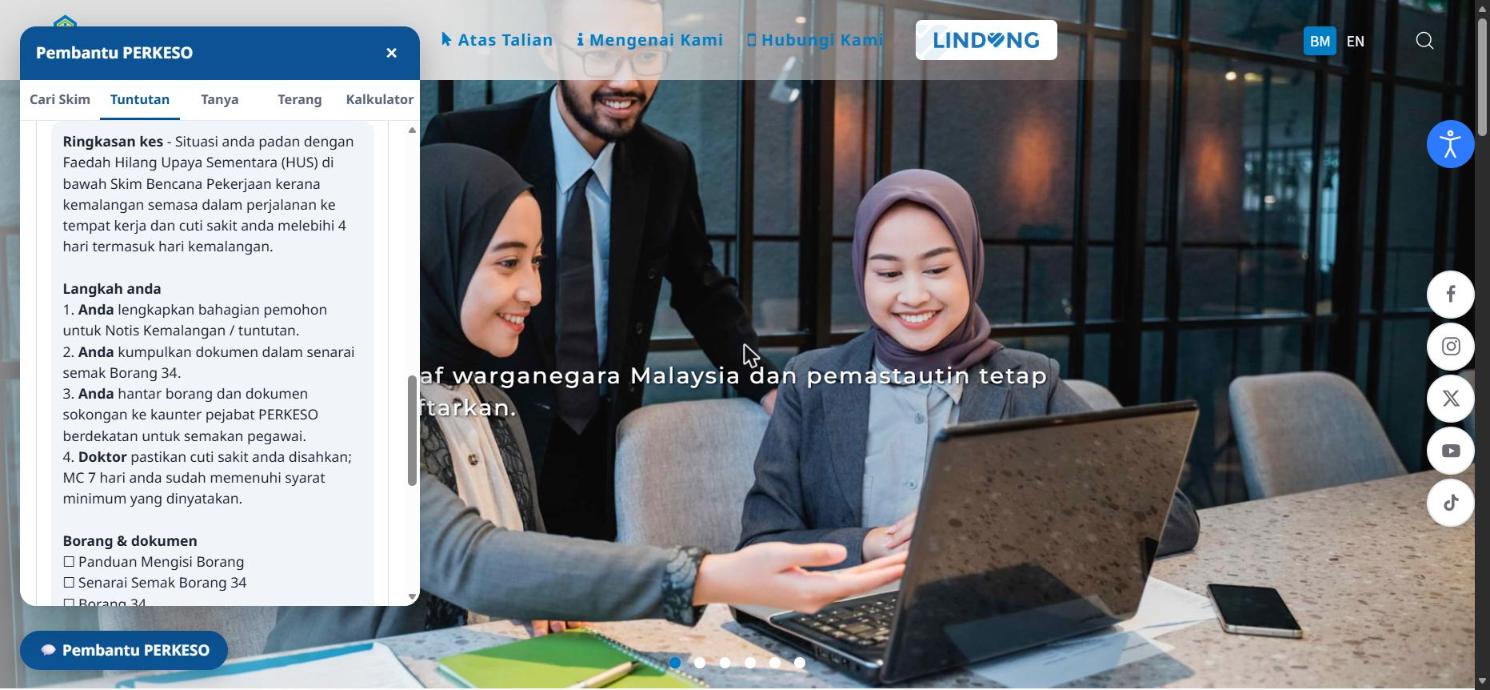 Atas Talian
Mengenai Kami
Hubungi Kami
LINDUNG
BM
EN
Pembantu PERKESO
×
Cari Skim
Tuntutan
Tanya
Terang
Kalkulator
Ringkasan kes - Situasi anda padan dengan
Faedah Hilang Upaya Sementara (HUS) di
bawah Skim Bencana Pekerjaan kerana
kemalangan semasa dalam perjalanan ke
tempat kerja dan cuti sakit anda melebihi 4
hari termasuk hari kemalangan.
Langkah anda
1. Anda lengkapkan bahagian pemohon
untuk Notis Kemalangan / tuntutan.
2. Anda kumpulkan dokumen dalam senarai
semak Borang 34.
3. Anda hantar borang dan dokumen
sokongan ke kaunter pejabat PERKESO
berdekatan untuk semakan pegawai.
4. Doktor pastikan cuti sakit anda disahkan;
MC 7 hari anda sudah memenuhi syarat
minimum yang dinyatakan.
Borang & dokumen
☐ Panduan Mengisi Borang
☐ Senarai Semak Borang 34
☐ Borang 34
warganegara Malaysia dan pemastautin tetap
Pembantu PERKESO